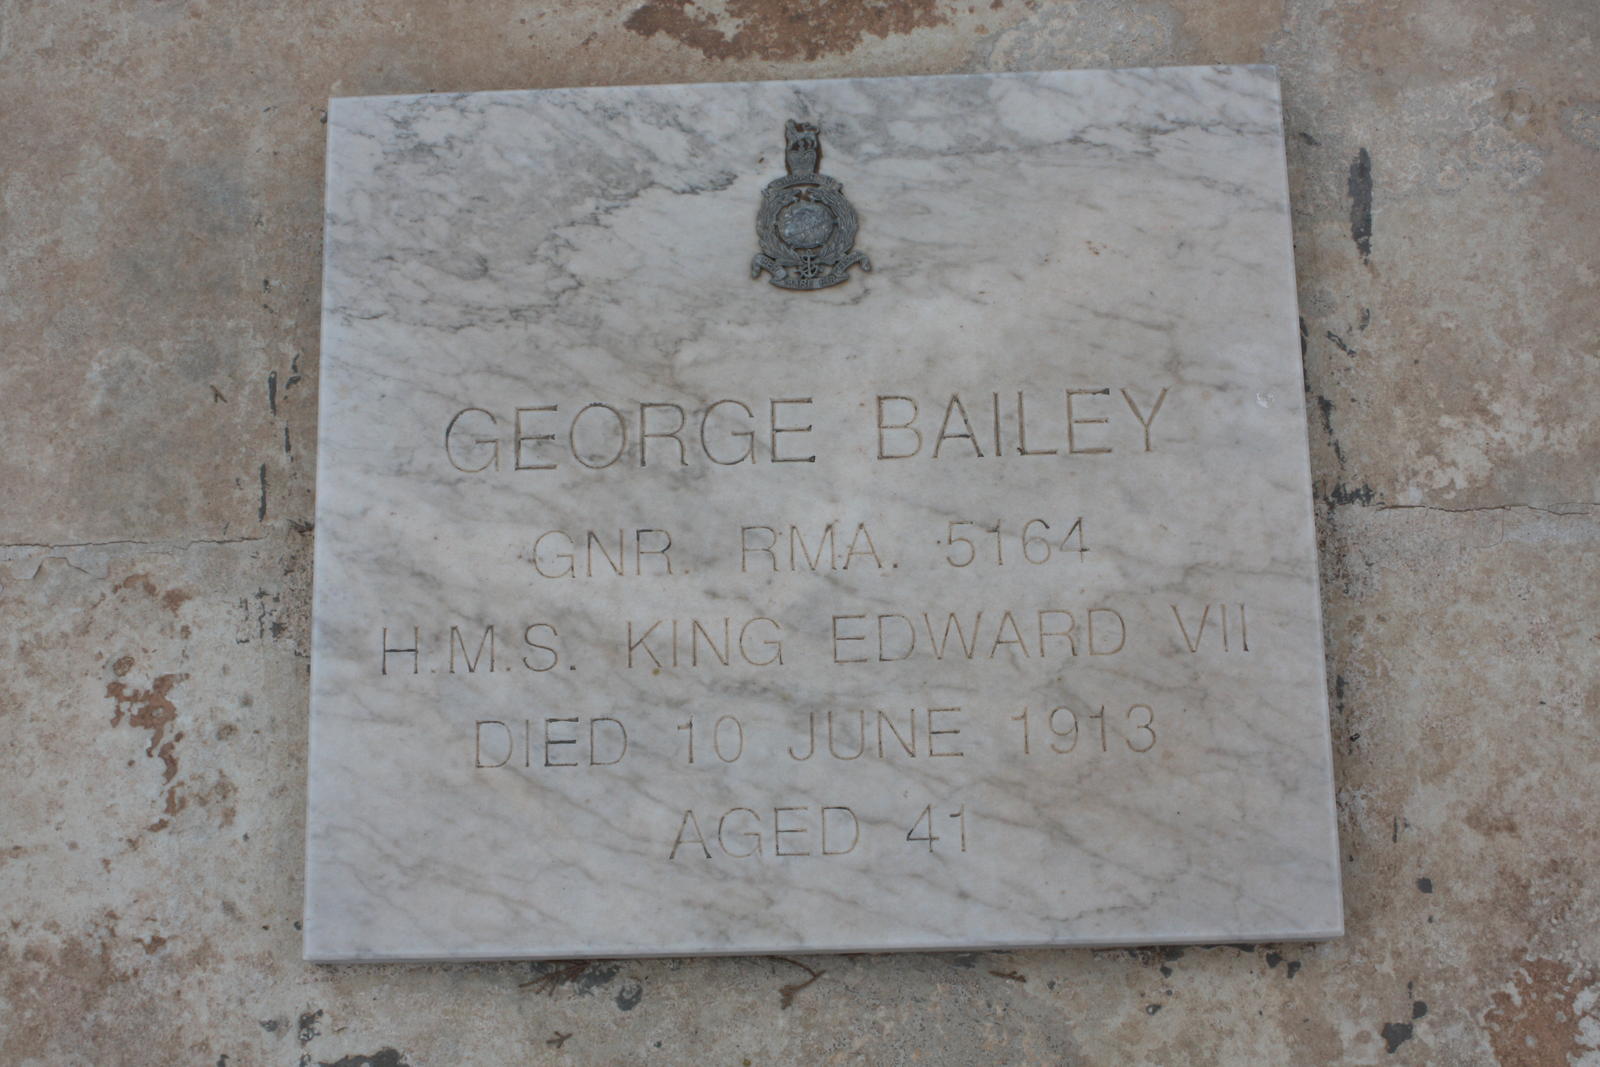 GEORGE BAILEY
GNR. RMA. 5164
H.M.S. KING EDWARD VII
DIED 10 JUNE 1913
AGED 41